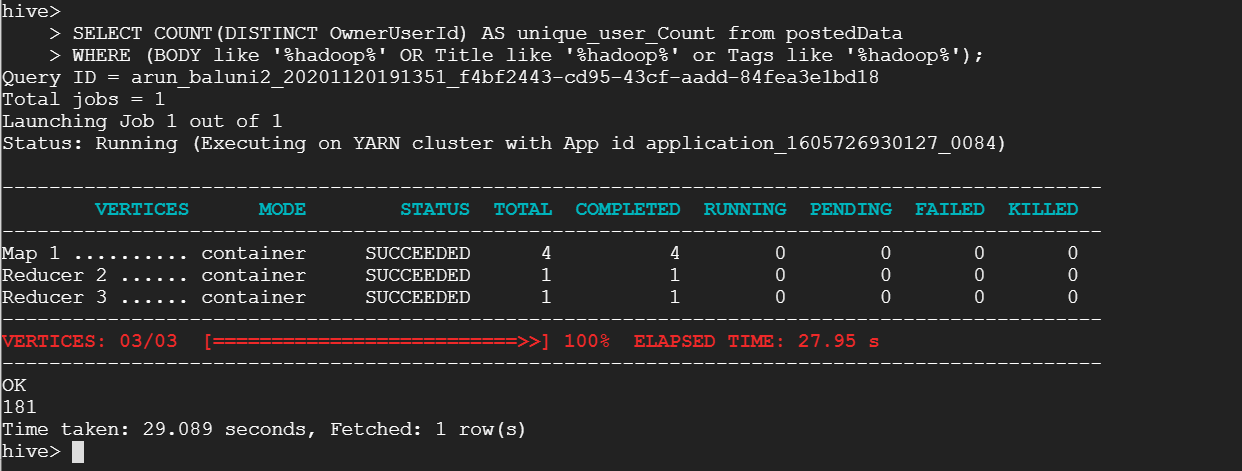 hive>
    > SELECT COUNT(DISTINCT OwnerUserId) AS unique_user_Count from postedData
    > WHERE (BODY like '%hadoop%' OR Title like '%hadoop%' or Tags like '%hadoop%');
Query ID = arun_baluni2_20201120191351_f4bf2443-cd95-43cf-aadd-84fea3e1bd18
Total jobs = 1
Launching Job 1 out of 1
Status: Running (Executing on YARN cluster with App id application_1605726930127_0084)
----------------------------------------------------------------------------------------------
        VERTICES      MODE        STATUS  TOTAL  COMPLETED  RUNNING  PENDING  FAILED  KILLED
----------------------------------------------------------------------------------------------
Map 1 .......... container     SUCCEEDED      4          4        0        0       0       0
Reducer 2 ...... container     SUCCEEDED      1          1        0        0       0       0
Reducer 3 ...... container     SUCCEEDED      1          1        0        0       0       0
----------------------------------------------------------------------------------------------
VERTICES: 03/03  [==========================>>] 100%  ELAPSED TIME: 27.95 s
----------------------------------------------------------------------------------------------
OK
181
Time taken: 29.089 seconds, Fetched: 1 row(s)
hive>